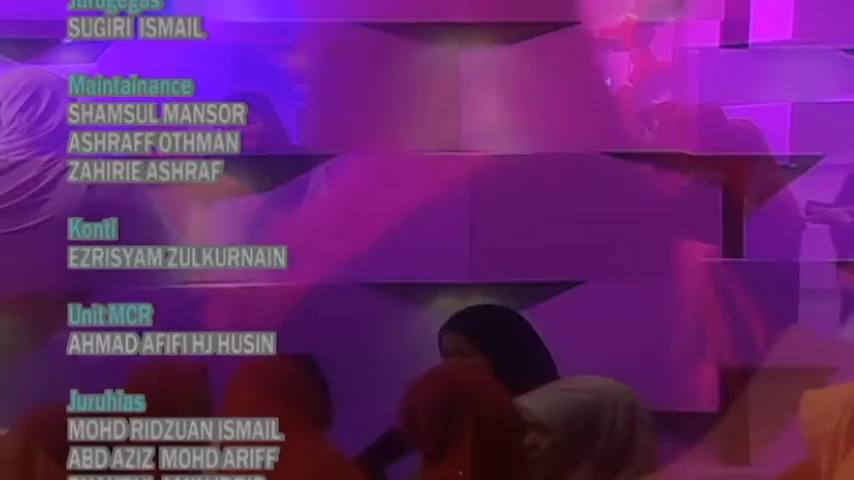 Jurugegas
SUGIRI ISMAIL
Maintainance
SHAMSUL MANSOR
ASHRAFF OTHMAN
ZAHIRIE ASHRAF
Konti
EZRISYAM ZULKURNAIN
Unit MCR
AHMAD AFIFI HJ HUSIN
Juruhias
MOHD RIDZUAN ISMAIL
ABD AZIZ MOHD ARIFF